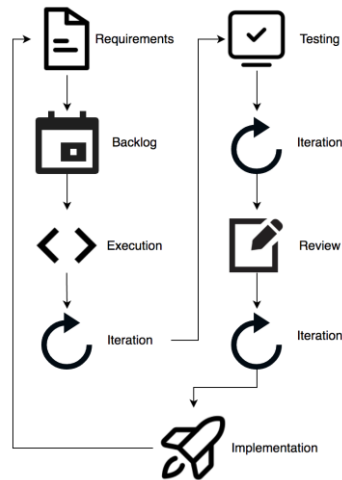 Requirements
Backlog
Execution
Iteration
Testing
Iteration
Review
Iteration
Implementation